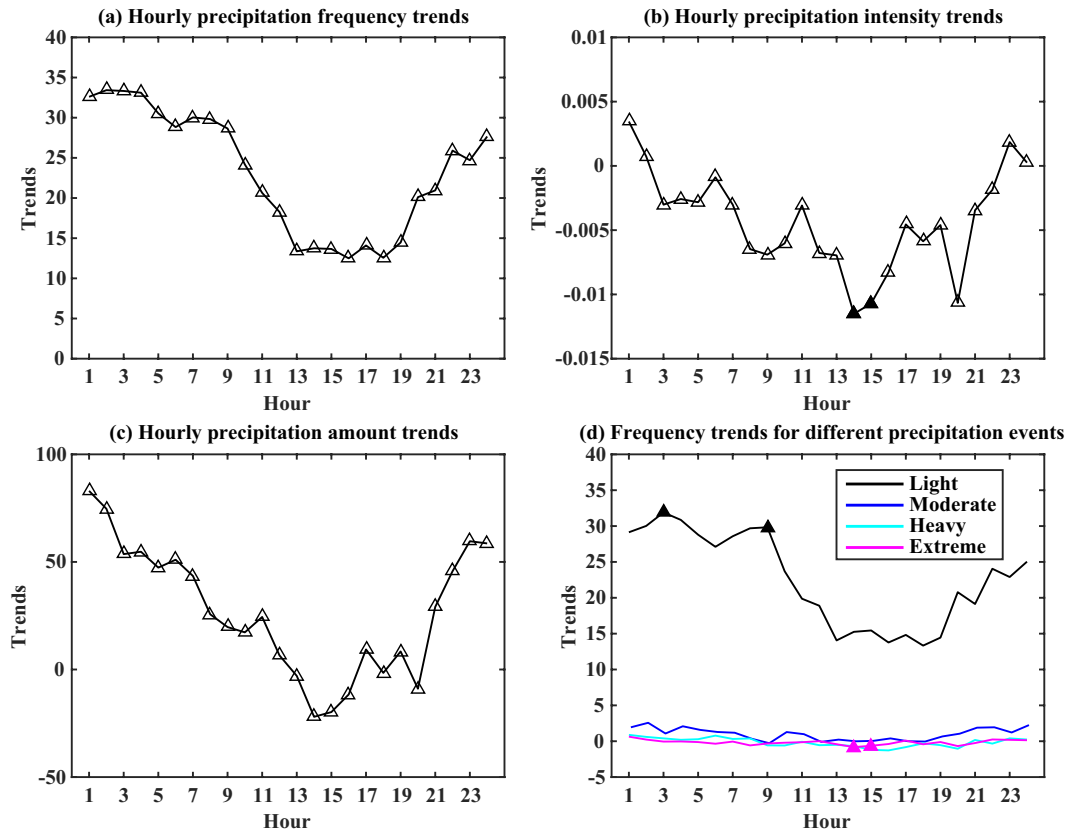 (a) Hourly precipitation frequency trends
40
35
30
25
20
15
10
5
0
Trends
1 3 5 7 9 11 13 15 17 19 21 23
Hour
(b) Hourly precipitation intensity trends
0.01
0.005
0
-0.005
-0.01
-0.015
Trends
1 3 5 7 9 11 13 15 17 19 21 23
Hour
(c) Hourly precipitation amount trends
100
50
0
-50
Trends
1 3 5 7 9 11 13 15 17 19 21 23
Hour
(d) Frequency trends for different precipitation events
40
35
30
25
20
15
10
5
0
-5
Trends
Light
Moderate
Heavy
Extreme
1 3 5 7 9 11 13 15 17 19 21 23
Hour